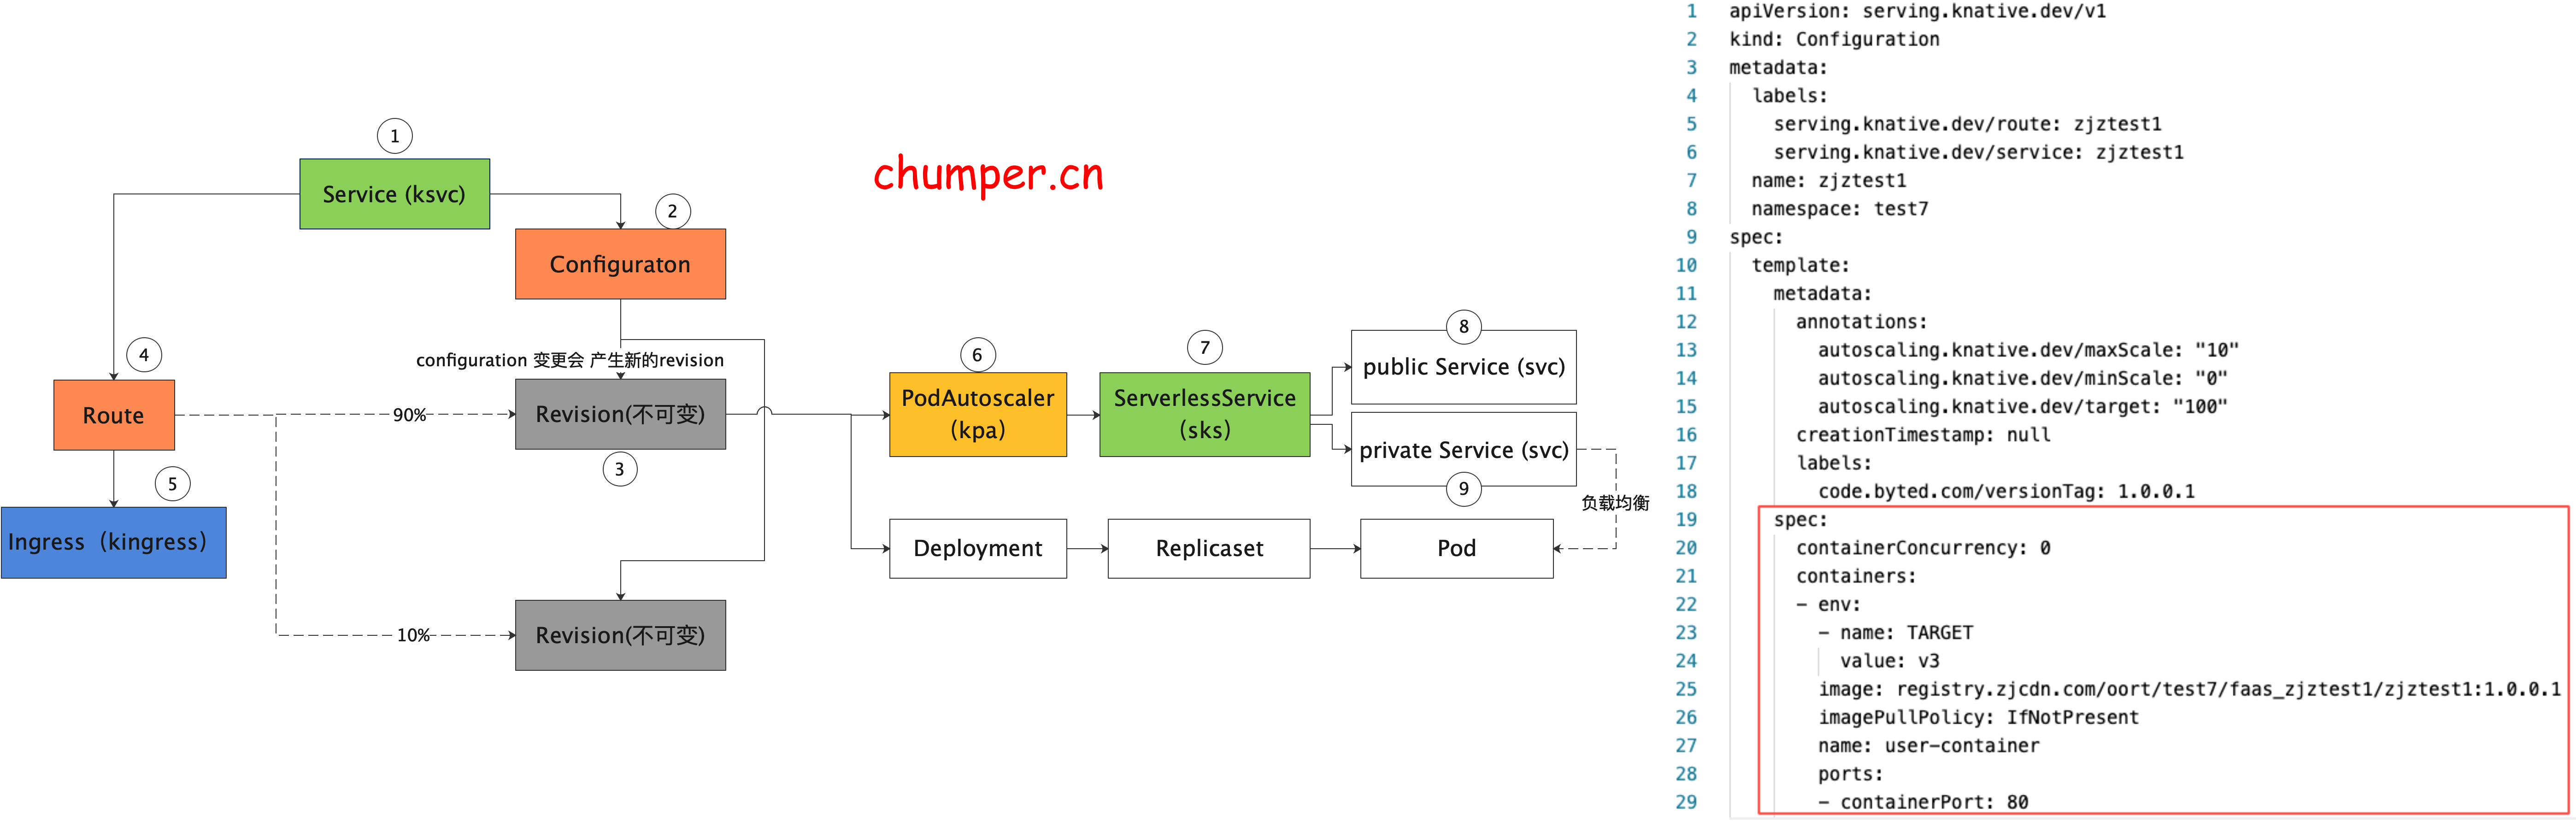 1
Service (ksvc)
chumper.cn
2
Configuraton
4
configuration 变更会 产生新的revision
Route
90%
Revision(不可变)
3
5
Ingress（kingress）
10%
Revision(不可变)
6
PodAutoscaler
（kpa）
7
ServerlessService
（sks）
8
public Service (svc)
private Service (svc)
9
负载均衡
Deployment
Replicaset
Pod
1 apiVersion: serving.knative.dev/v1
2 kind: Configuration
3 metadata:
4 labels:
5 serving.knative.dev/route: zjztest1
6 serving.knative.dev/service: zjztest1
7 name: zjztest1
8 namespace: test7
9 spec:
10 template:
11 metadata:
12 annotations:
13 autoscaling.knative.dev/maxScale: "10"
14 autoscaling.knative.dev/minScale: "0"
15 autoscaling.knative.dev/target: "100"
16 creationTimestamp: null
17 labels:
18 code.byted.com/versionTag: 1.0.0.1
19 spec:
20 containerConcurrency: 0
21 containers:
22 - env:
23 - name: TARGET
24 value: v3
25 image: registry.zjcdn.com/oort/test7/faas_zjztest1/zjztest1:1.0.0.1
26 imagePullPolicy: IfNotPresent
27 name: user-container
28 ports:
29 - containerPort: 80